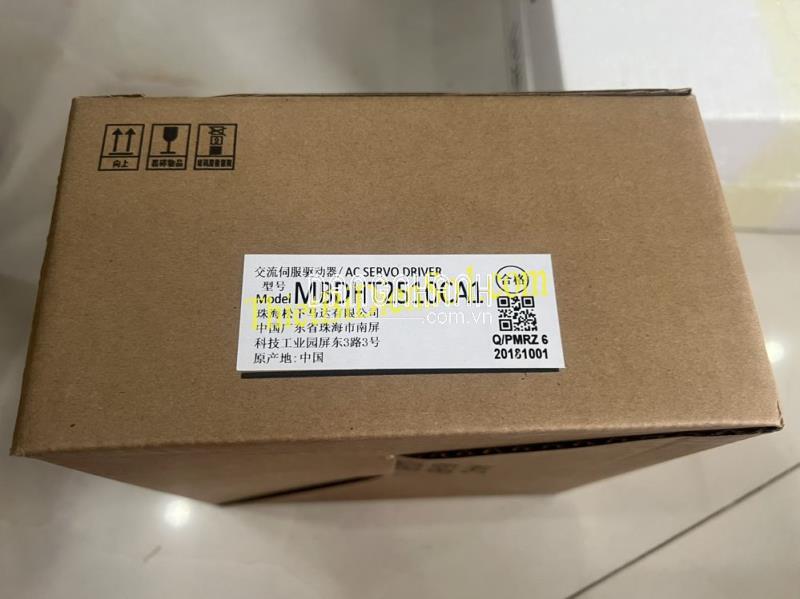 向上
易碎物品
交流伺服驱动器/ AC SERVO DRIVER
型号
Model MBDHT2510CA1
合格
珠海松下马达有限公司
中国广东省珠海市南屏
科技工业园屏东3路3号
原产地: 中国
Q/PMRZ 6
20181001
.com.vn